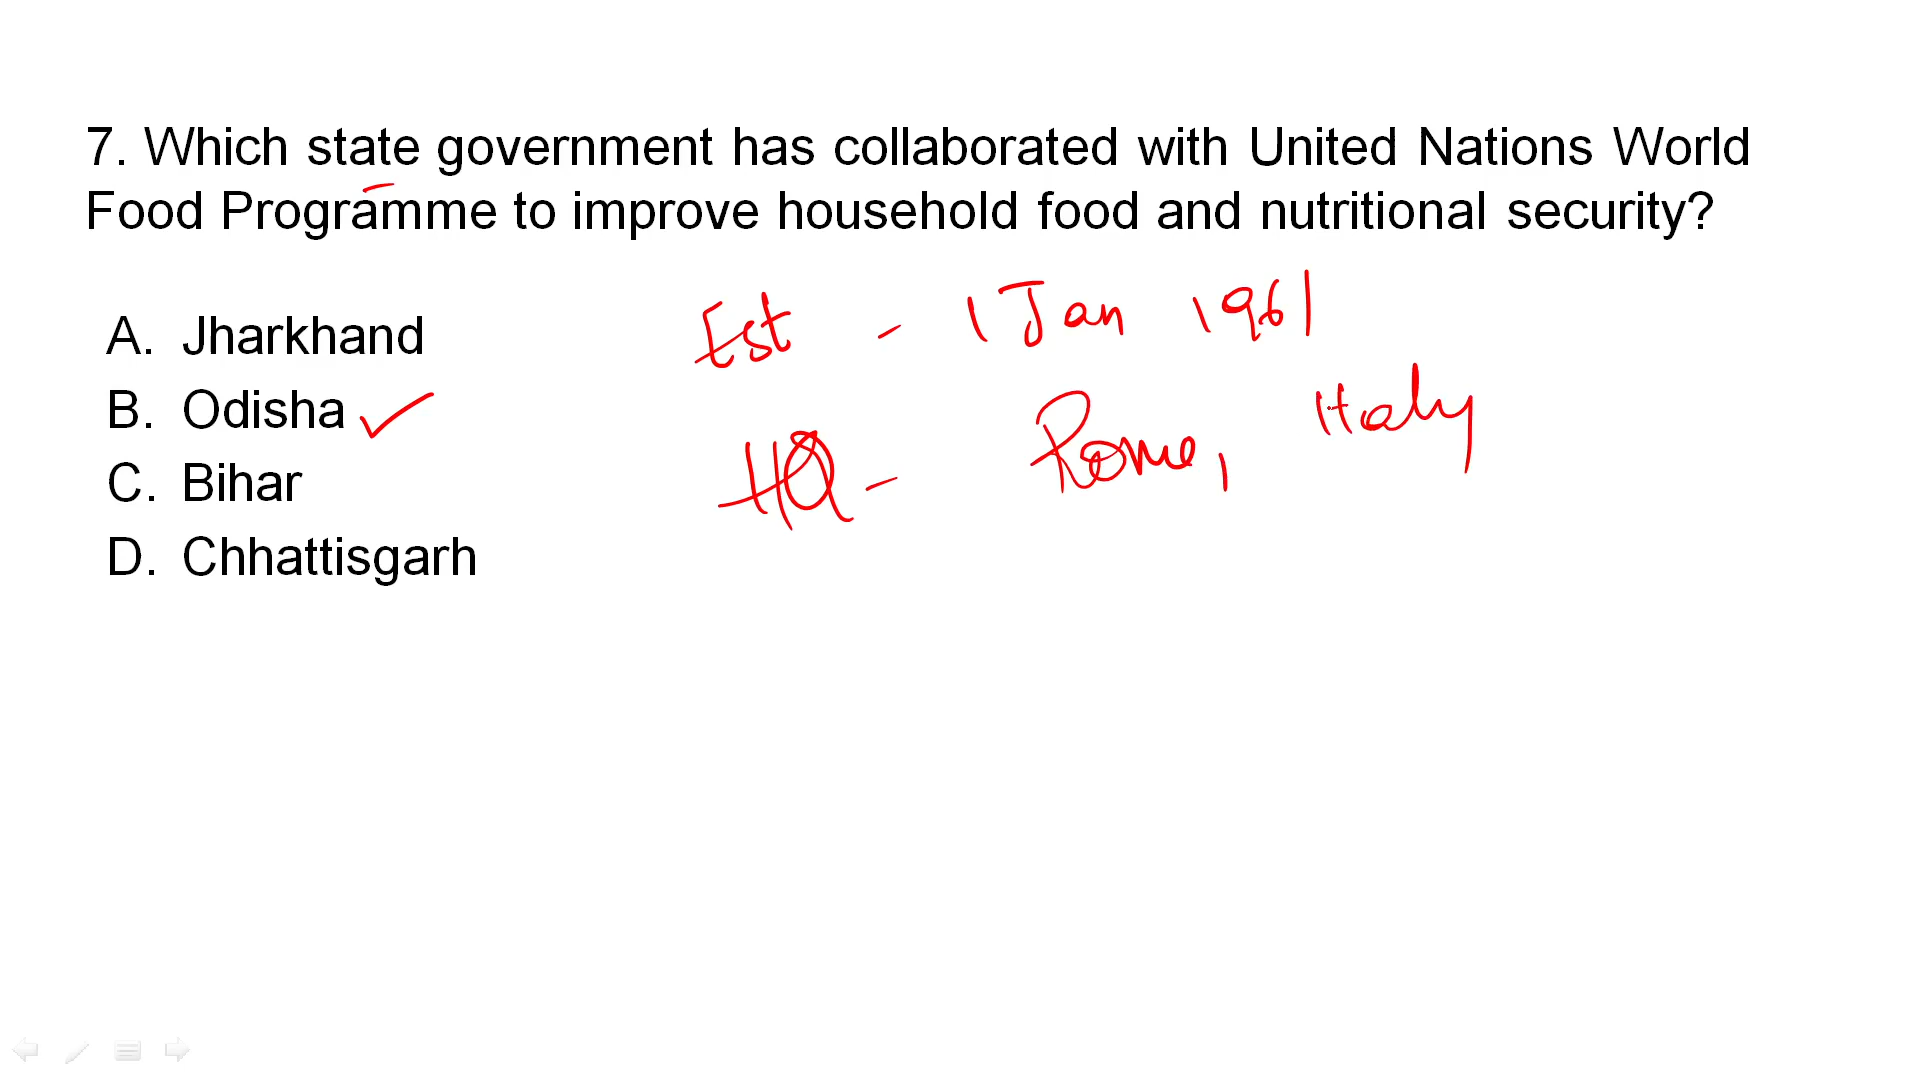 7. Which state government has collaborated with United Nations World
Food Programme to improve household food and nutritional security?
A. Jharkhand
B. Odisha
C. Bihar
D. Chhattisgarh
Est - 1 Jan 1961
HQ - Rome, Italy